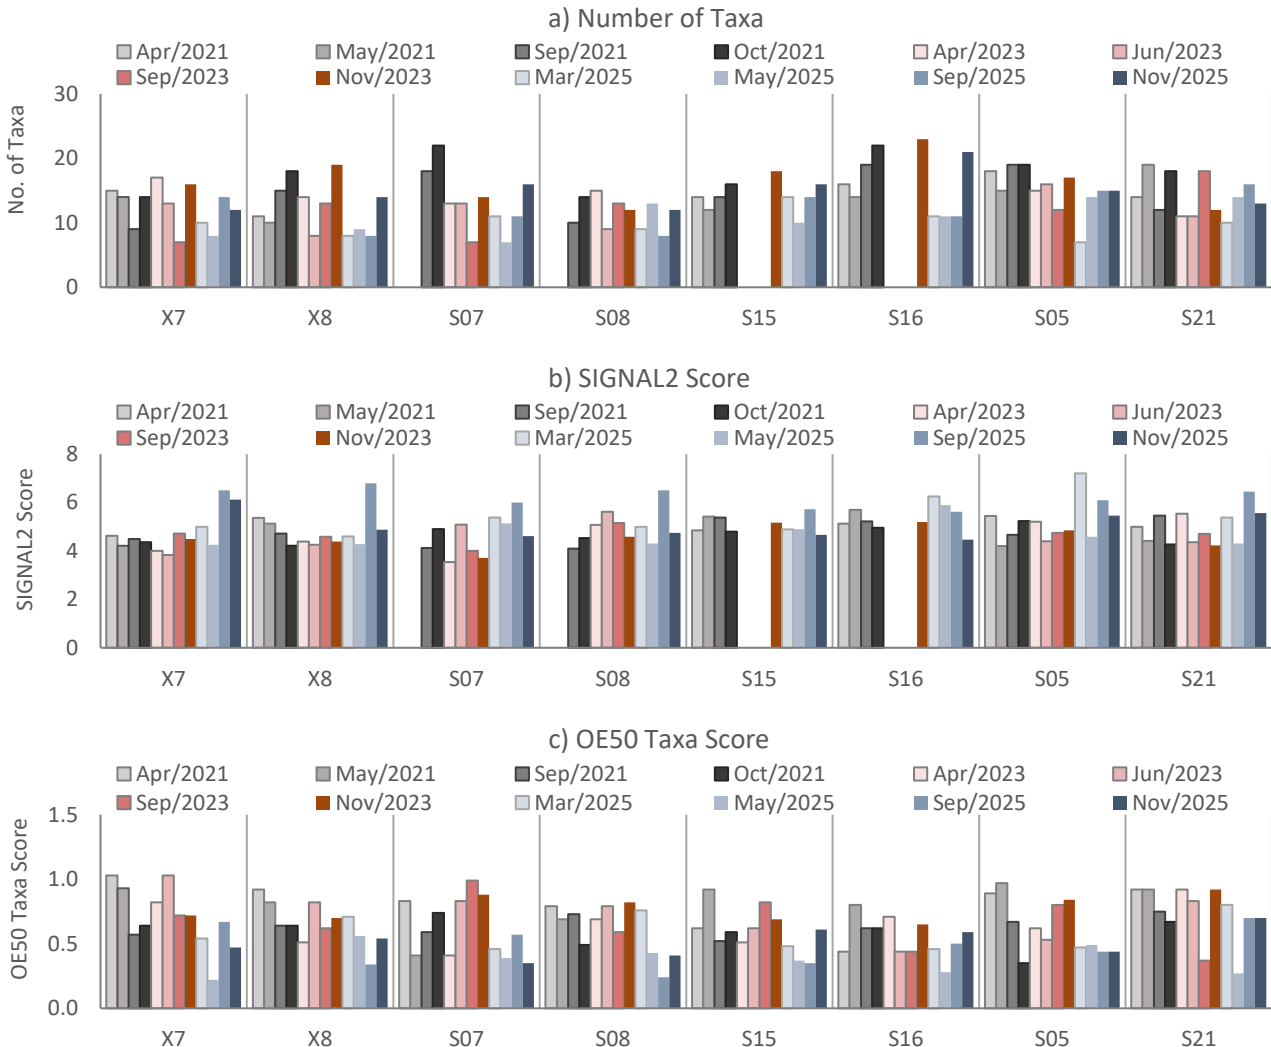 a) Number of Taxa
Apr/2021 May/2021 Sep/2021 Oct/2021 Apr/2023 Jun/2023
Sep/2023 Nov/2023 Mar/2025 May/2025 Sep/2025 Nov/2025
No. of Taxa
30
20
10
0
X7 X8 S07 S08 S15 S16 S05 S21
b) SIGNAL2 Score
Apr/2021 May/2021 Sep/2021 Oct/2021 Apr/2023 Jun/2023
Sep/2023 Nov/2023 Mar/2025 May/2025 Sep/2025 Nov/2025
SIGNAL2 Score
8
6
4
2
0
X7 X8 S07 S08 S15 S16 S05 S21
c) OE50 Taxa Score
Apr/2021 May/2021 Sep/2021 Oct/2021 Apr/2023 Jun/2023
Sep/2023 Nov/2023 Mar/2025 May/2025 Sep/2025 Nov/2025
OE50 Taxa Score
1.5
1.0
0.5
0.0
X7 X8 S07 S08 S15 S16 S05 S21